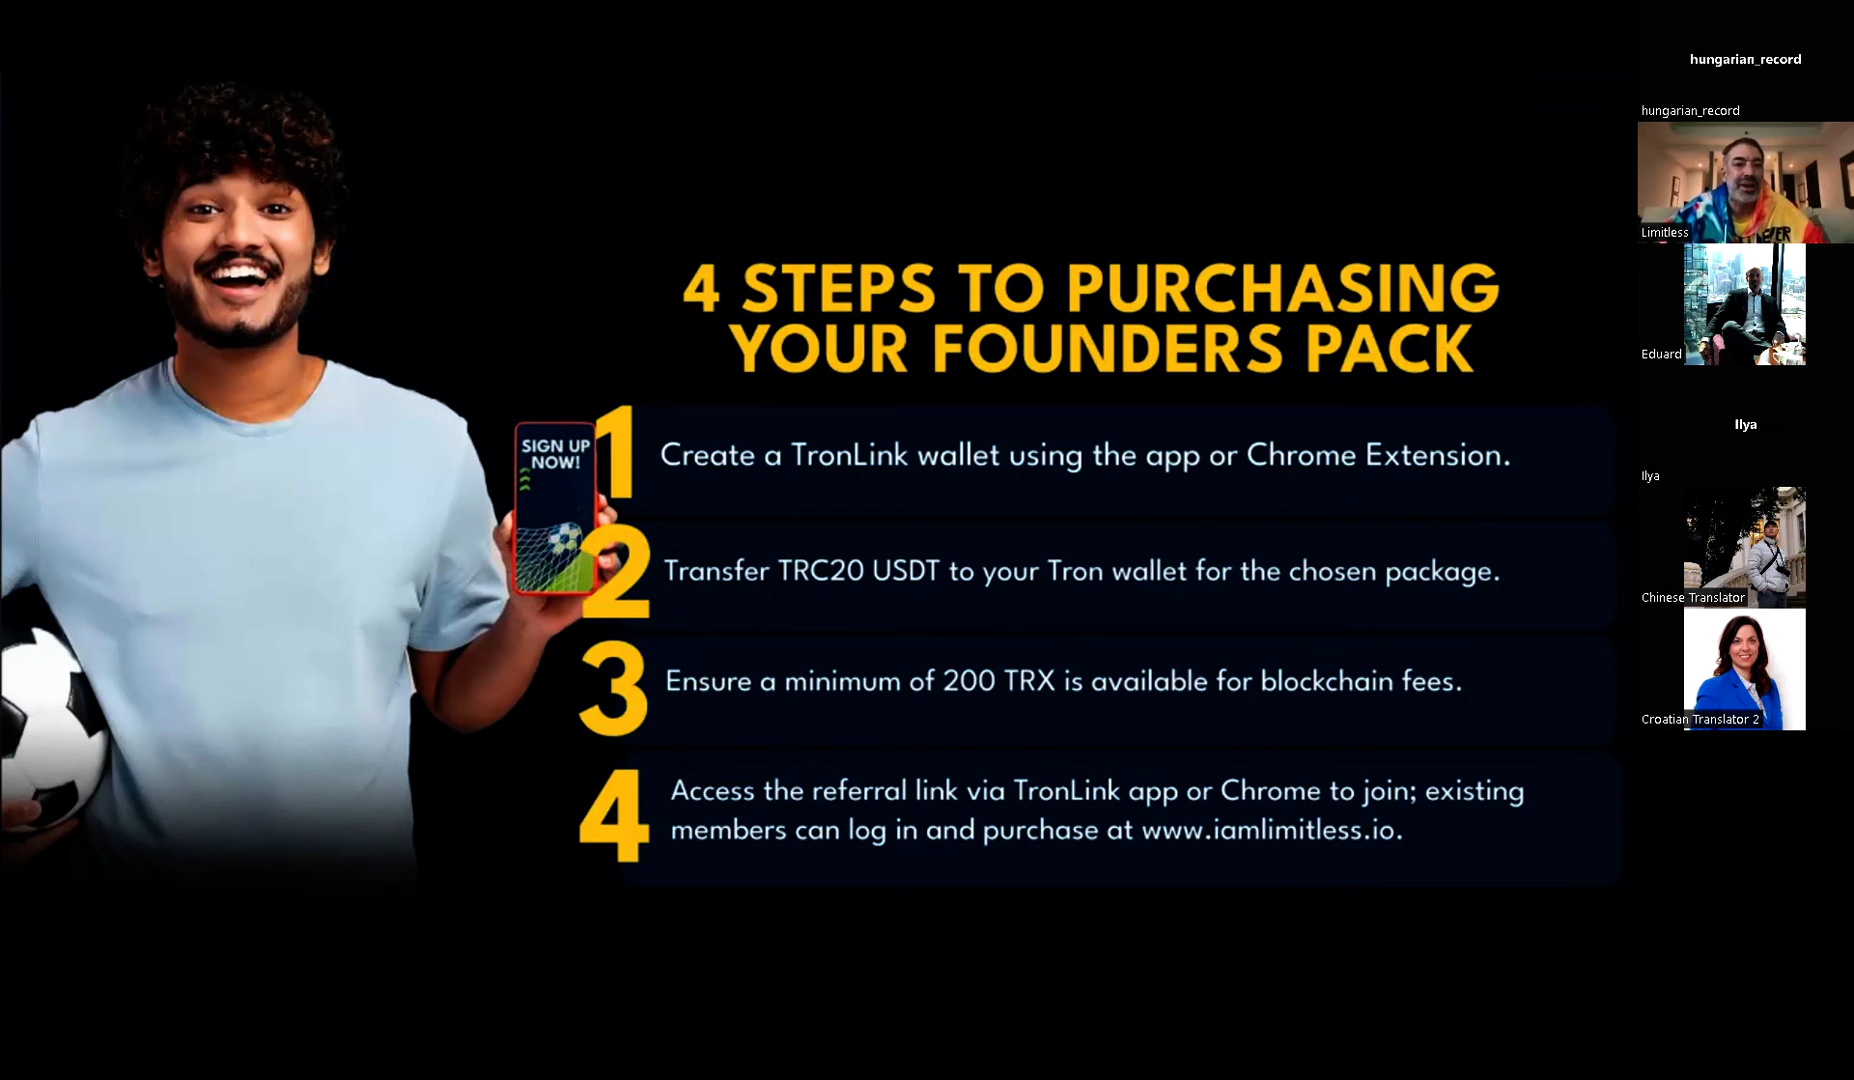 4 STEPS TO PURCHASING
YOUR FOUNDERS PACK
SIGN UP
NOW!
1
Create a TronLink wallet using the app or Chrome Extension.
2
Transfer TRC20 USDT to your Tron wallet for the chosen package.
3
Ensure a minimum of 200 TRX is available for blockchain fees.
4
Access the referral link via TronLink app or Chrome to join; existing
members can log in and purchase at www.iamlimitless.io.
hungarian_record
hungarian_record
Limitless
Eduard
Ilya
Ilya
Chinese Translator
Croatian Translator 2